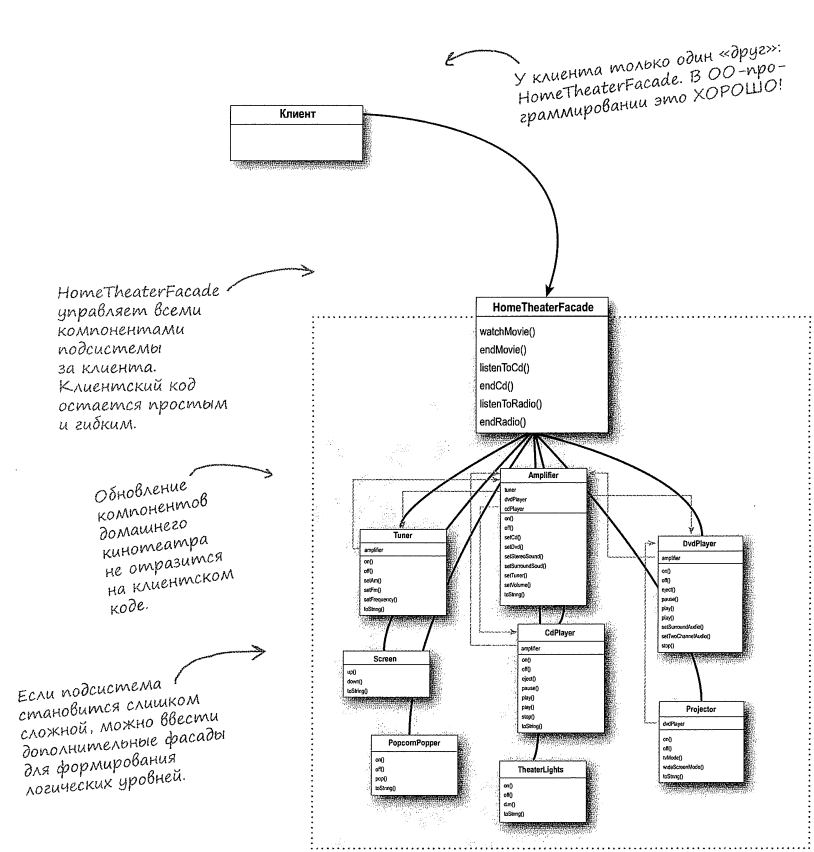 У клиента только один «друг»:
HomeTheaterFacade. В ОО-про-
граммировании это ХОРОШО!
Клиент
HomeTheaterFacade
управляет всеми
компонентами
подсистемы
за клиента.
Клиентский код
остается простым
и гибким.
HomeTheaterFacade
watchMovie()
endMovie()
listenToCd()
endCd()
listenToRadio()
endRadio()
Обновление
компонентов
домашнего
кинотеатра
не отразится
на клиентском
коде.
Amplifier
tuner
dvdPlayer
cdPlayer
on()
off()
setCd()
setDvd()
setStereoSound()
setSurroundSoud()
setTuner()
setVolume()
toString()
Tuner
amplifier
on()
off()
setAm()
setFm()
setFrequency()
toString()
DvdPlayer
amplifier
on()
off()
eject()
pause()
play()
play()
setSurroundAudio()
setTwoChannelAudio()
stop()
Screen
up()
down()
toString()
CdPlayer
amplifier
on()
off()
eject()
pause()
play()
play()
stop()
toString()
Если подсистема
становится слишком
сложной, можно ввести
дополнительные фасады
для формирования
логических уровней.
PopcornPopper
on()
off()
pop()
toString()
TheaterLights
on()
off()
dim()
toString()
Projector
dvdPlayer
on()
off()
tvMode()
wideScreenMode()
toString()